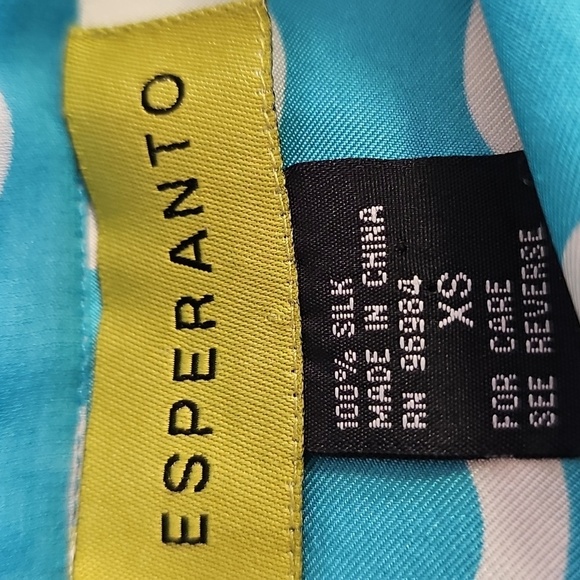 ESPERANTO
100% SILK
MADE IN CHINA
RN 96984
XS
FOR CARE
SEE REVERSE